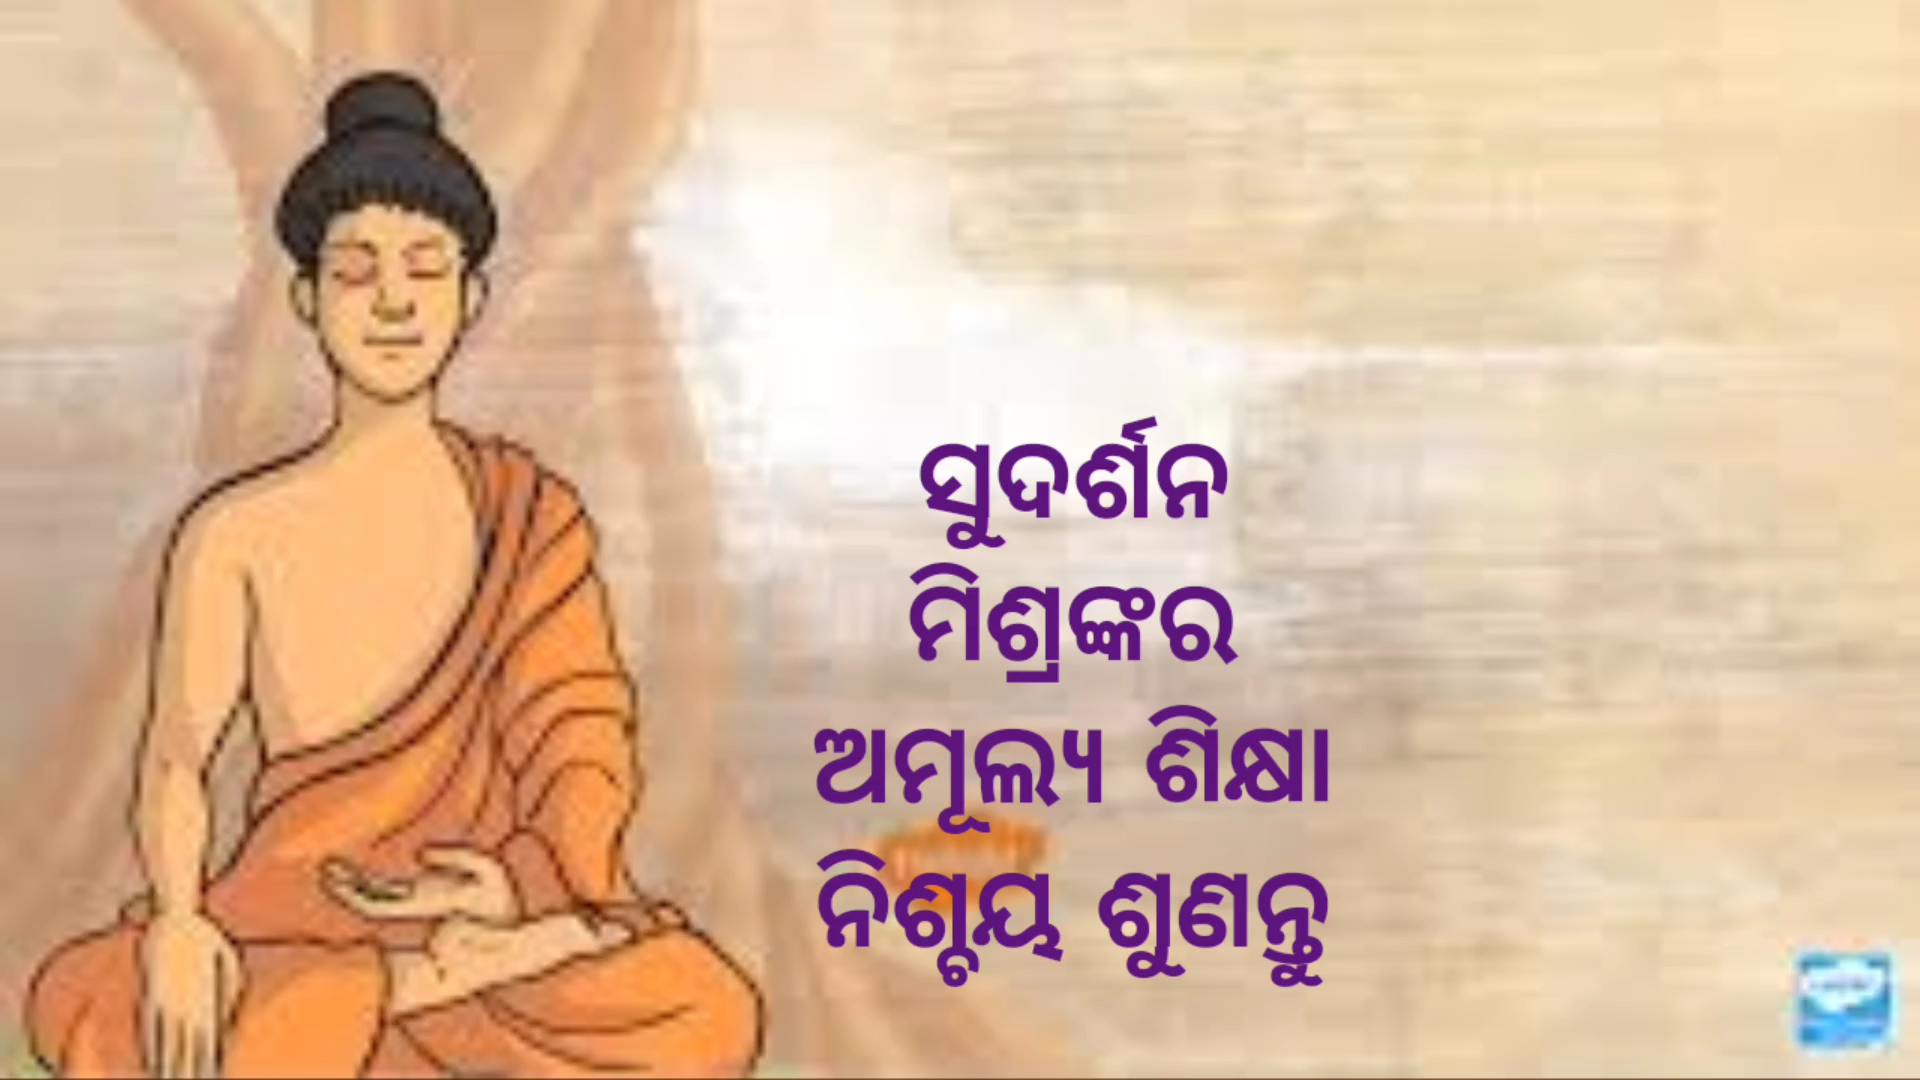 ସୁଦର୍ଶନ
ମିଶ୍ରଙ୍କର
ଅମୂଲ୍ୟ ଶିକ୍ଷା
ନିଶ୍ଚୟ ଶୁଣନ୍ତୁ